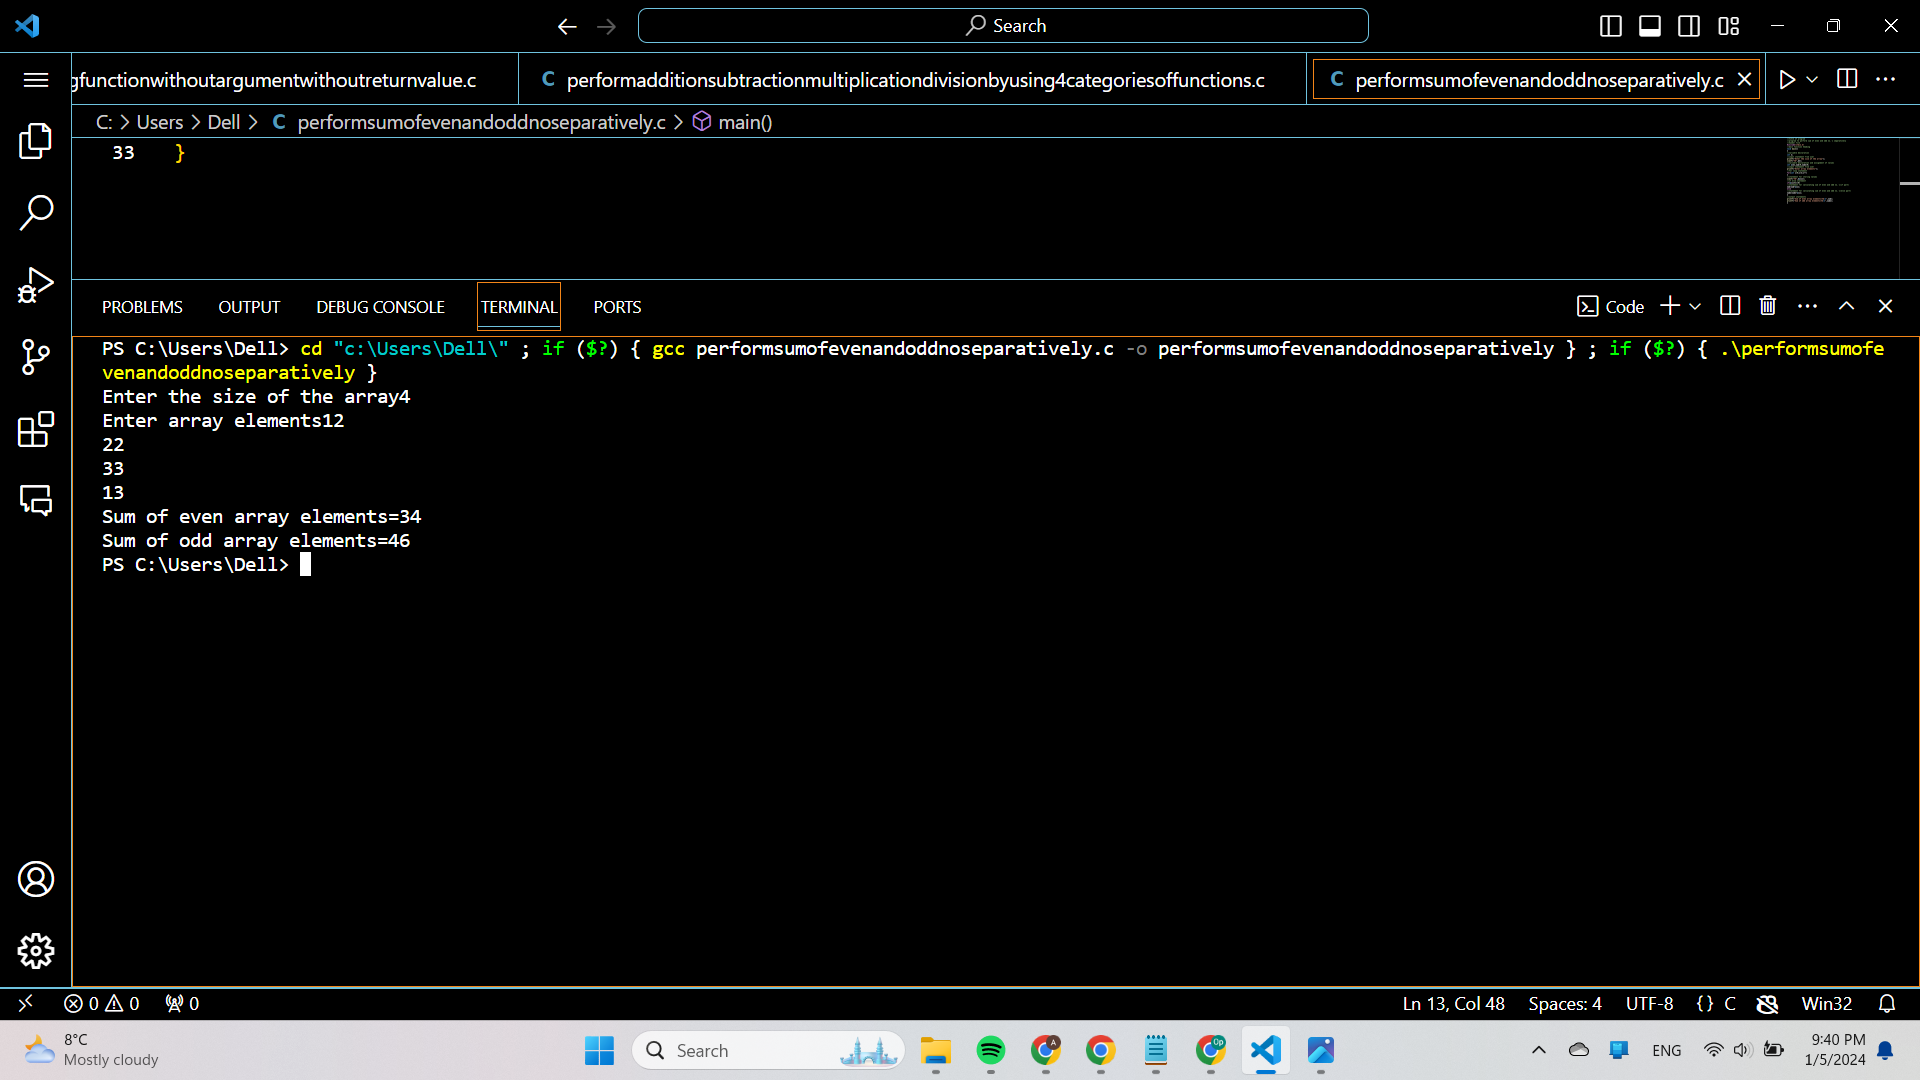 Search
gfunctionwithoutargumentwithoutreturnvalue.c
C performadditionsubtractionmultiplicationdivisionbyusing4categoriesoffunctions.c
C performsumofevenandoddnoseparatively.c
C: > Users > Dell > C performsumofevenandoddnoseparatively.c > main()
33 }
PROBLEMS OUTPUT DEBUG CONSOLE TERMINAL PORTS
Code
PS C:\Users\Dell> cd "c:\Users\Dell\" ; if ($?) { gcc performsumofevenandoddnoseparatively.c -o performsumofevenandoddnoseparatively } ; if ($?) { .\performsumofe
venandoddnoseparatively }
Enter the size of the array4
Enter array elements12
22
33
13
Sum of even array elements=34
Sum of odd array elements=46
PS C:\Users\Dell>
0 0 0
Ln 13, Col 48 Spaces: 4 UTF-8 {} C Win32
8°C
Mostly cloudy
Search
A
Op
ENG
9:40 PM
1/5/2024